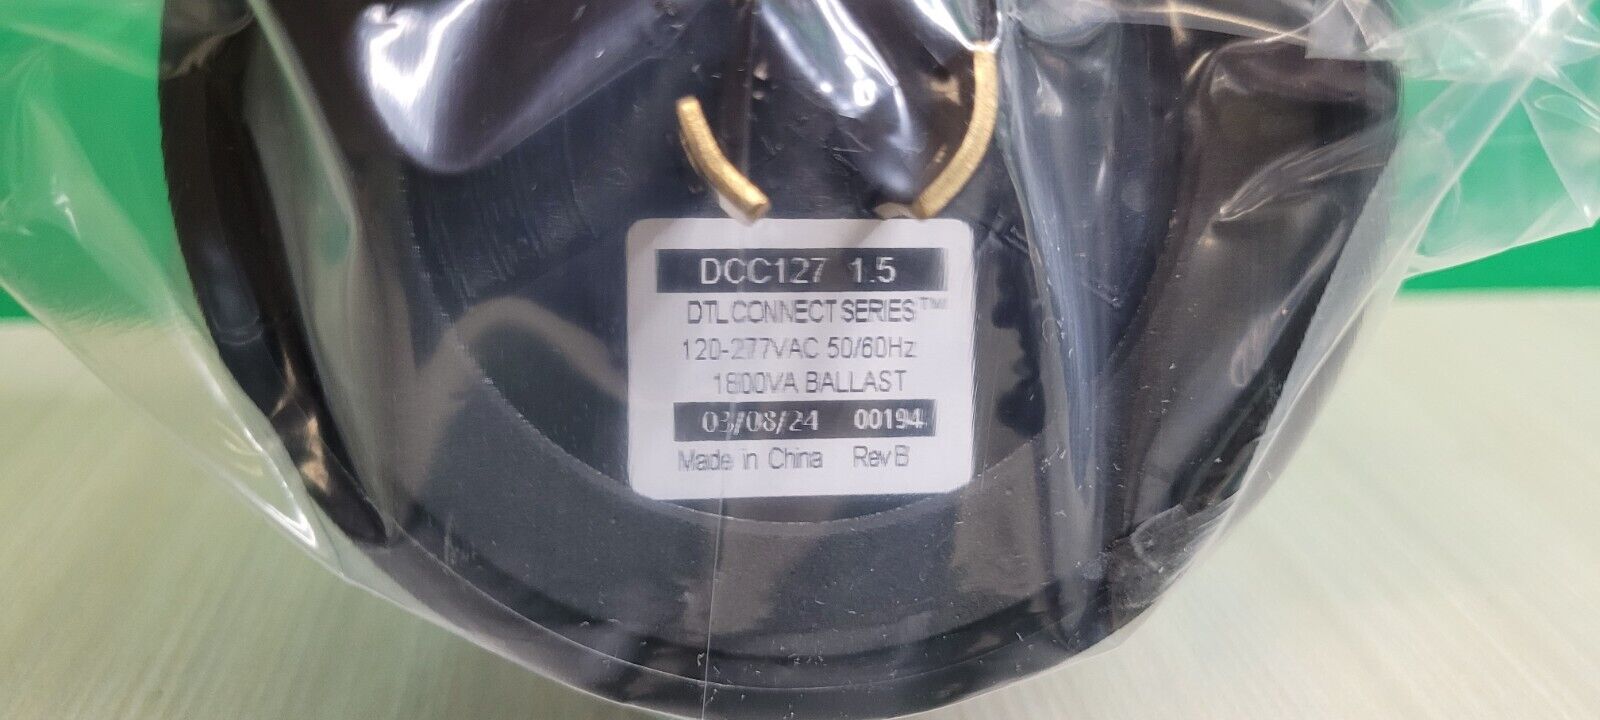 DCC127 1.5
DTL CONNECT SERIES™
120-277VAC 50/60Hz
1800VA BALLAST
03/08/24 00194
Made in China Rev B